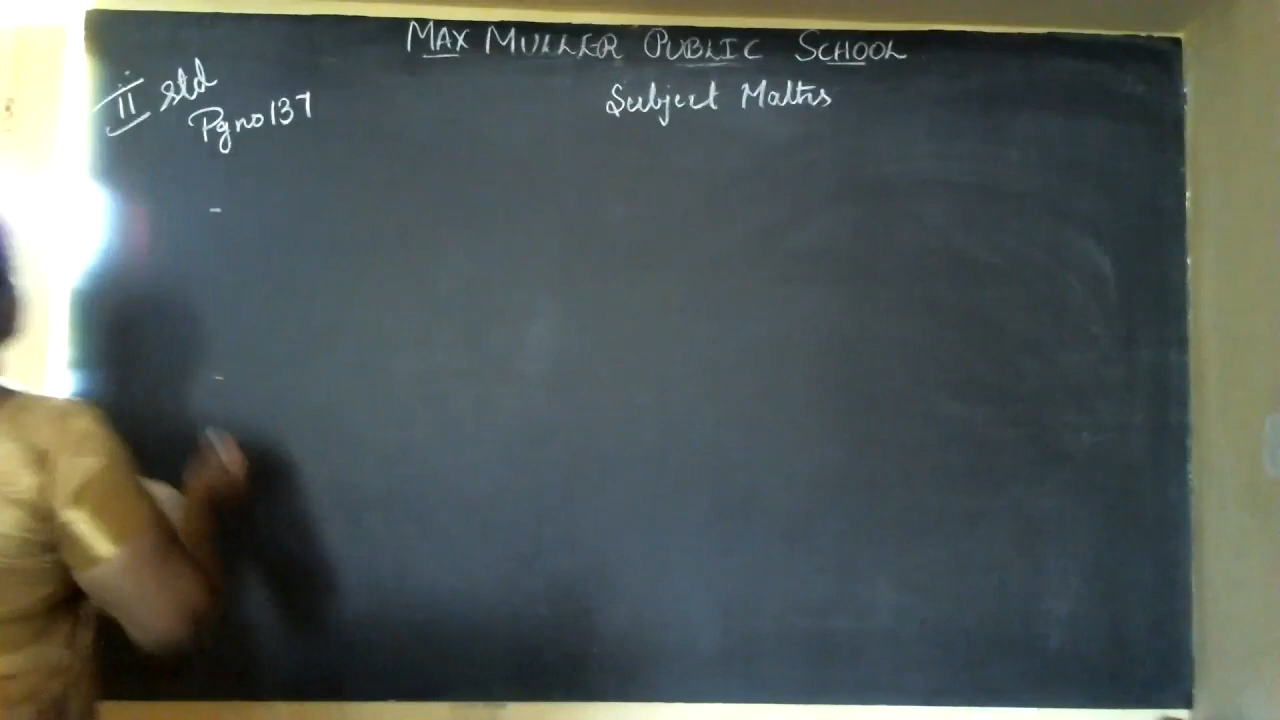 MAX MULLER PUBLIC SCHOOL
II std
Subject Maths
Pg no 137